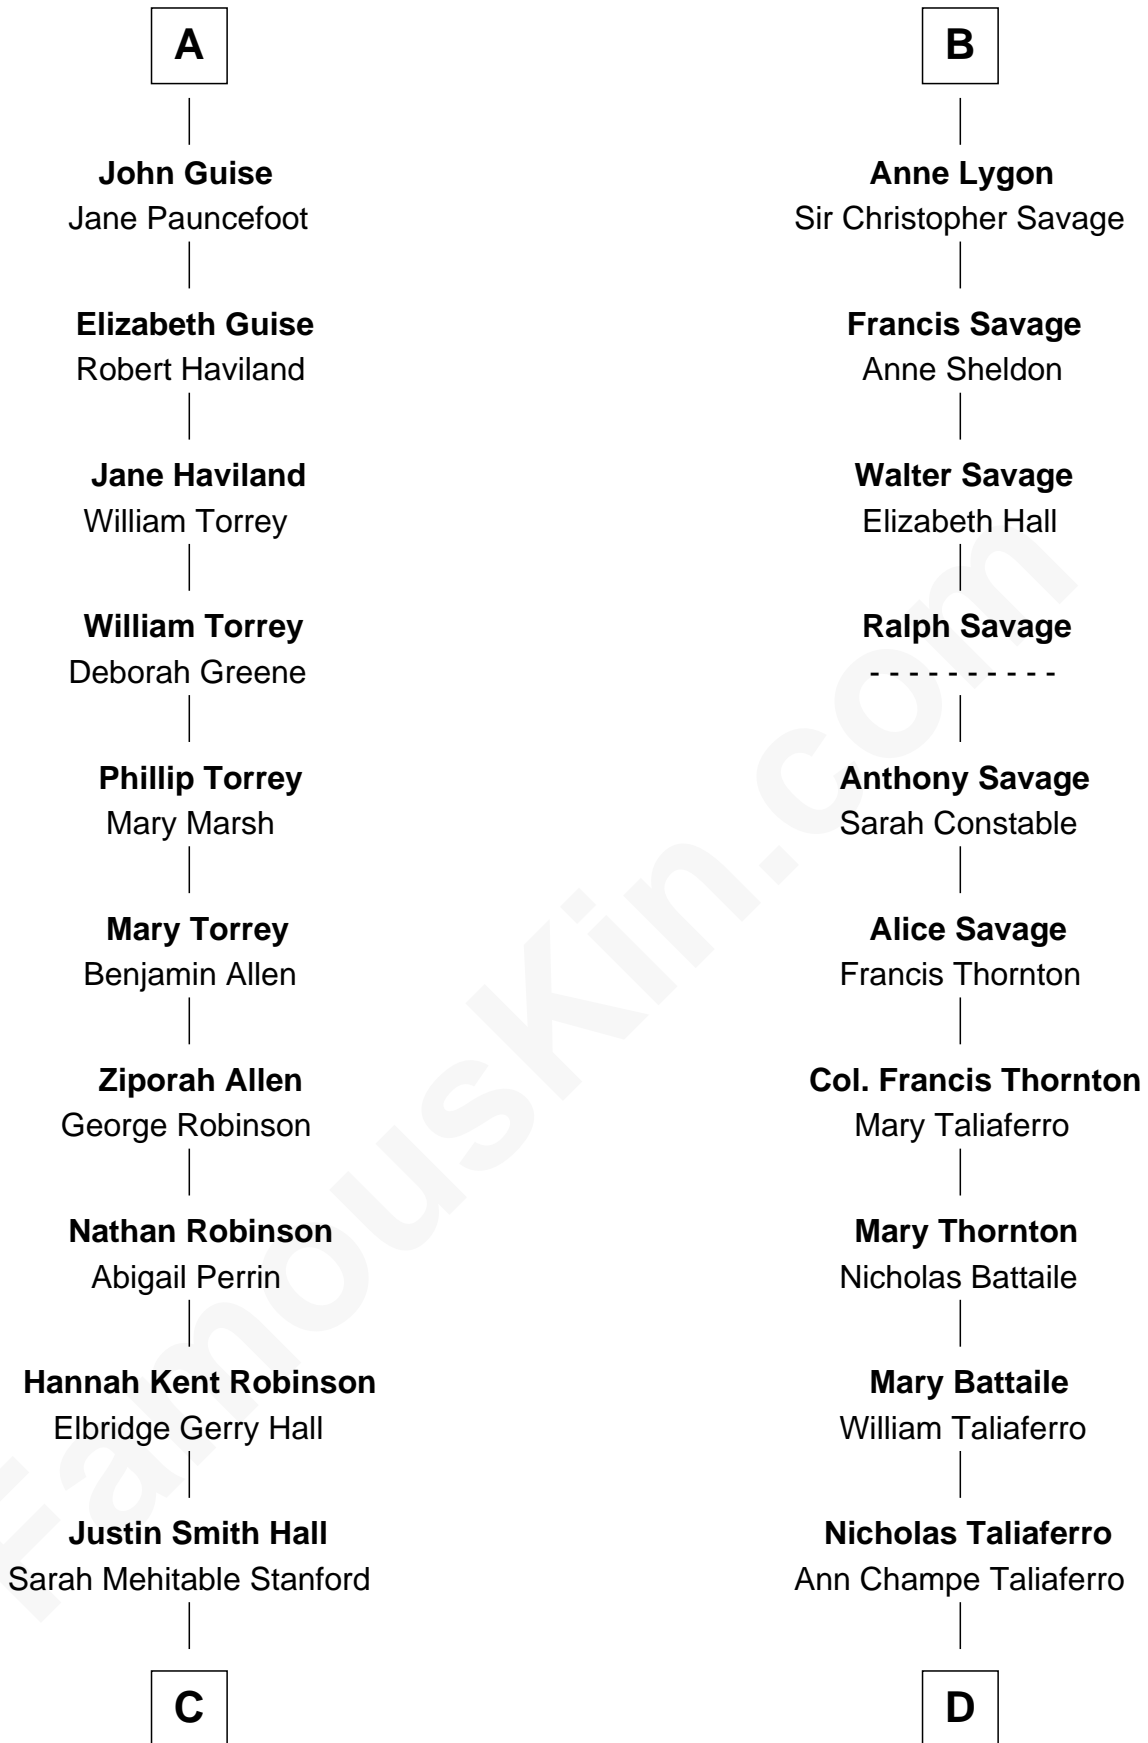 A
John Guise
Jane Pauncefoot
Elizabeth Guise
Robert Haviland
Jane Haviland
William Torrey
William Torrey
Deborah Greene
Phillip Torrey
Mary Marsh
Mary Torrey
Benjamin Allen
Ziporah Allen
George Robinson
Nathan Robinson
Abigail Perrin
Hannah Kent Robinson
Elbridge Gerry Hall
Justin Smith Hall
Sarah Mehitable Stanford
C
B
Anne Lygon
Sir Christopher Savage
Francis Savage
Anne Sheldon
Walter Savage
Elizabeth Hall
Ralph Savage
- - - - - - - - - -
Anthony Savage
Sarah Constable
Alice Savage
Francis Thornton
Col. Francis Thornton
Mary Taliaferro
Mary Thornton
Nicholas Battaile
Mary Battaile
William Taliaferro
Nicholas Taliaferro
Ann Champe Taliaferro
D
FamousKin.com